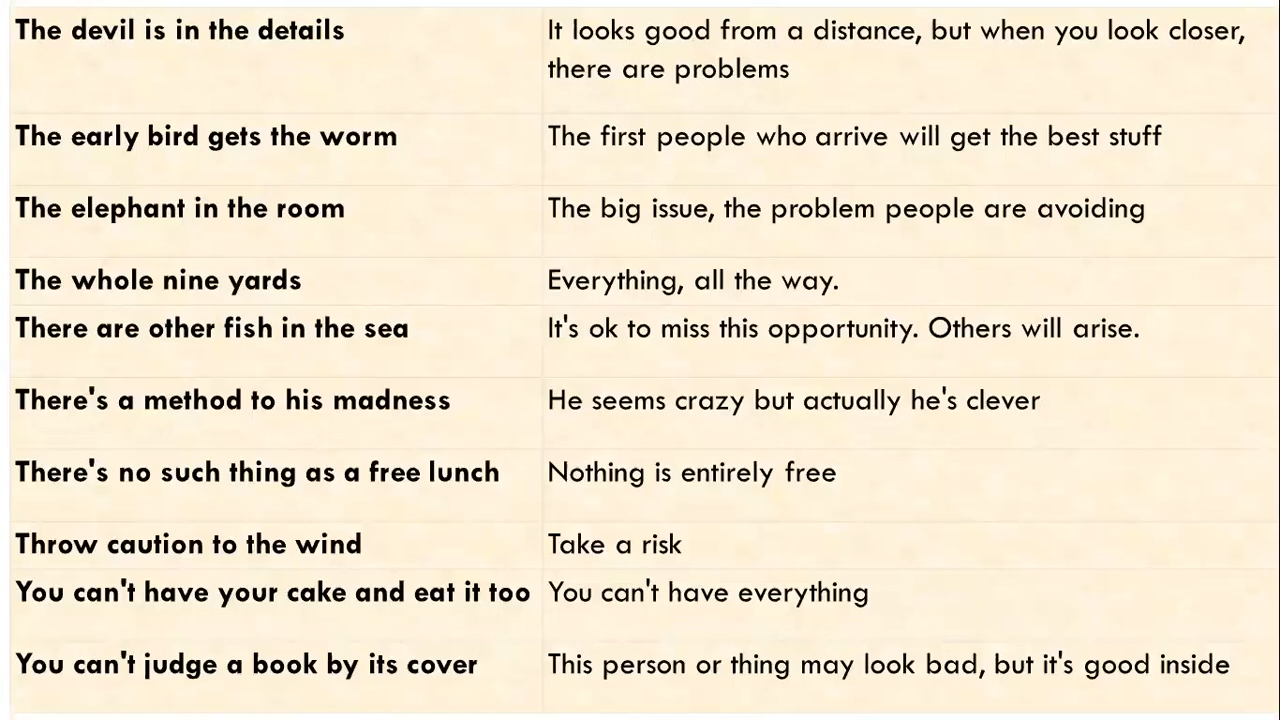 The devil is in the details
It looks good from a distance, but when you look closer,
there are problems
The early bird gets the worm
The first people who arrive will get the best stuff
The elephant in the room
The big issue, the problem people are avoiding
The whole nine yards
Everything, all the way.
There are other fish in the sea
It's ok to miss this opportunity. Others will arise.
There's a method to his madness
He seems crazy but actually he's clever
There's no such thing as a free lunch
Nothing is entirely free
Throw caution to the wind
Take a risk
You can't have your cake and eat it too
You can't have everything
You can't judge a book by its cover
This person or thing may look bad, but it's good inside